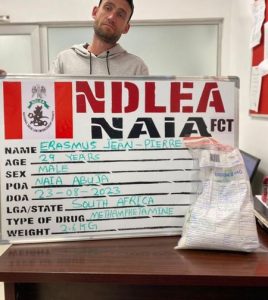 NDLEA
NAIA FCT
NAME ERASMUS JEAN-PIERRE
AGE 29 YEARS
SEX MALE
POA NAIA ABUJA
DOA 23-08-2023
LGA/STATE SOUTH AFRICA
TYPE OF DRUG METHAMPHETAMINE
WEIGHT